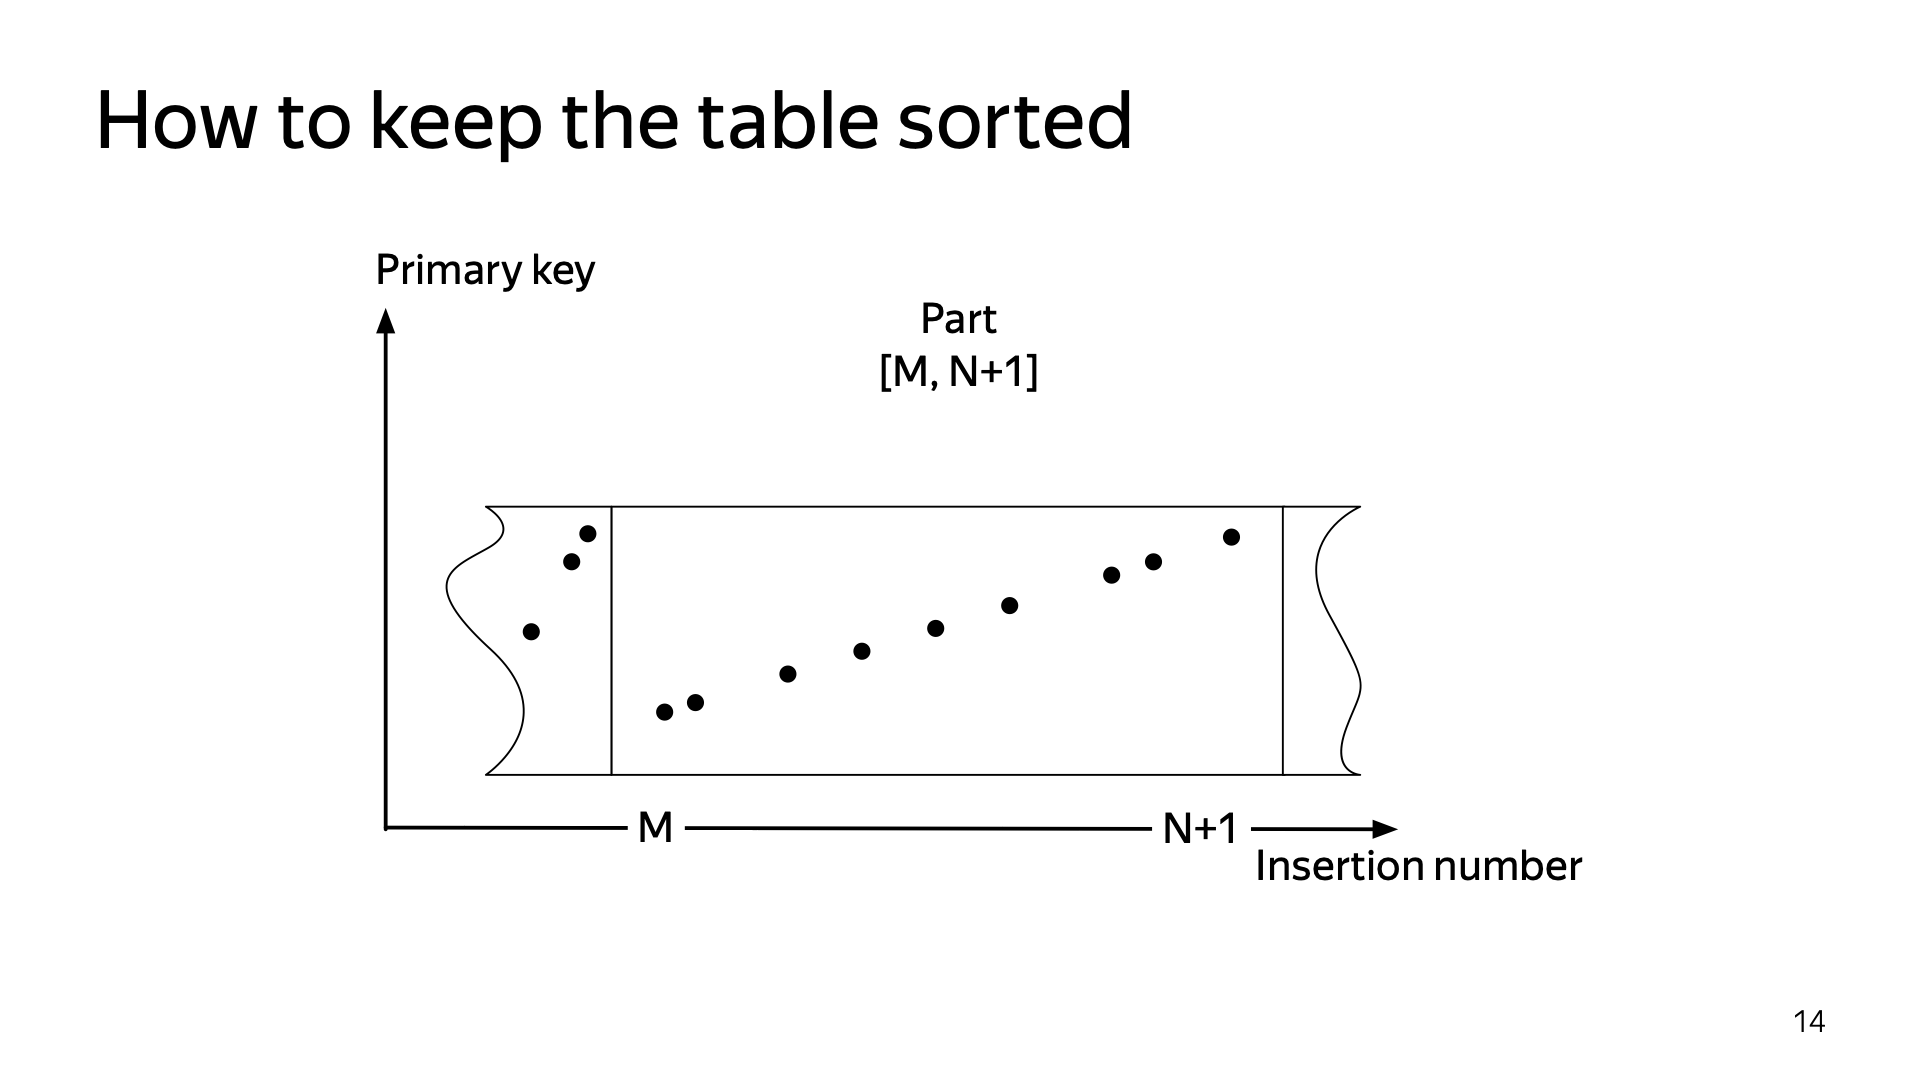 How to keep the table sorted
Primary key
Part
[M, N+1]
M
N+1
Insertion number
14